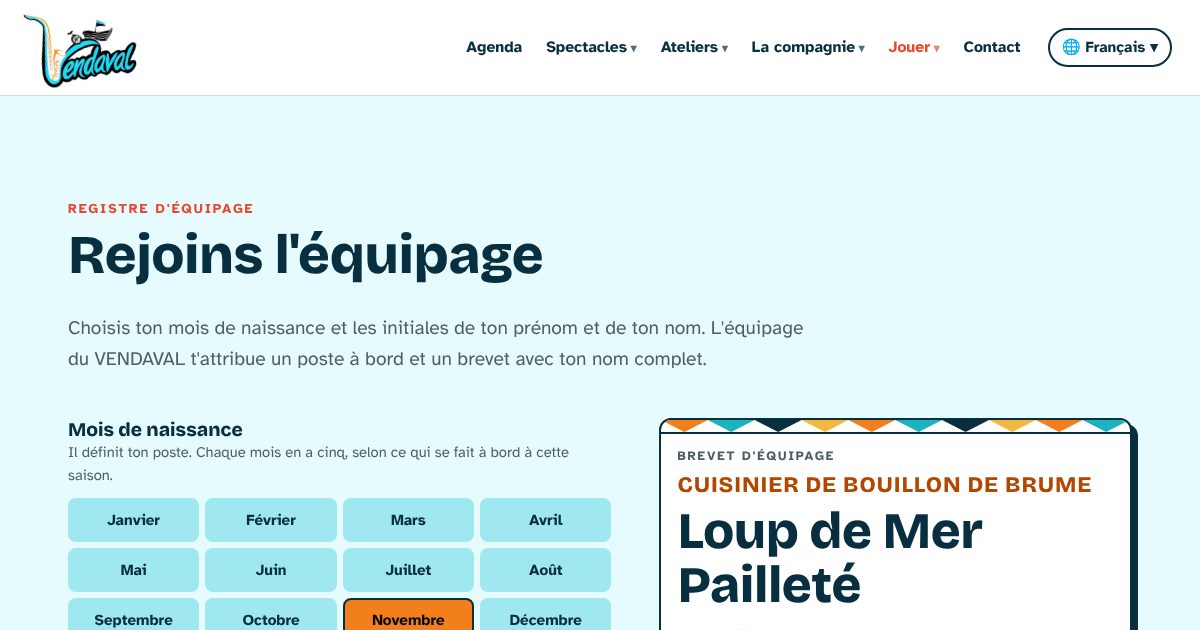 Vendaval
Agenda Spectacles ▾ Ateliers ▾ La compagnie ▾ Jouer ▾ Contact 🌐 Français ▾
REGISTRE D'ÉQUIPAGE
Rejoins l'équipage
Choisis ton mois de naissance et les initiales de ton prénom et de ton nom. L'équipage
du VENDAVAL t'attribue un poste à bord et un brevet avec ton nom complet.
Mois de naissance
Il définit ton poste. Chaque mois en a cinq, selon ce qui se fait à bord à cette
saison.
Janvier Février Mars Avril
Mai Juin Juillet Août
Septembre Octobre Novembre Décembre
BREVET D'ÉQUIPAGE
CUISINIER DE BOUILLON DE BRUME
Loup de Mer
Pailleté